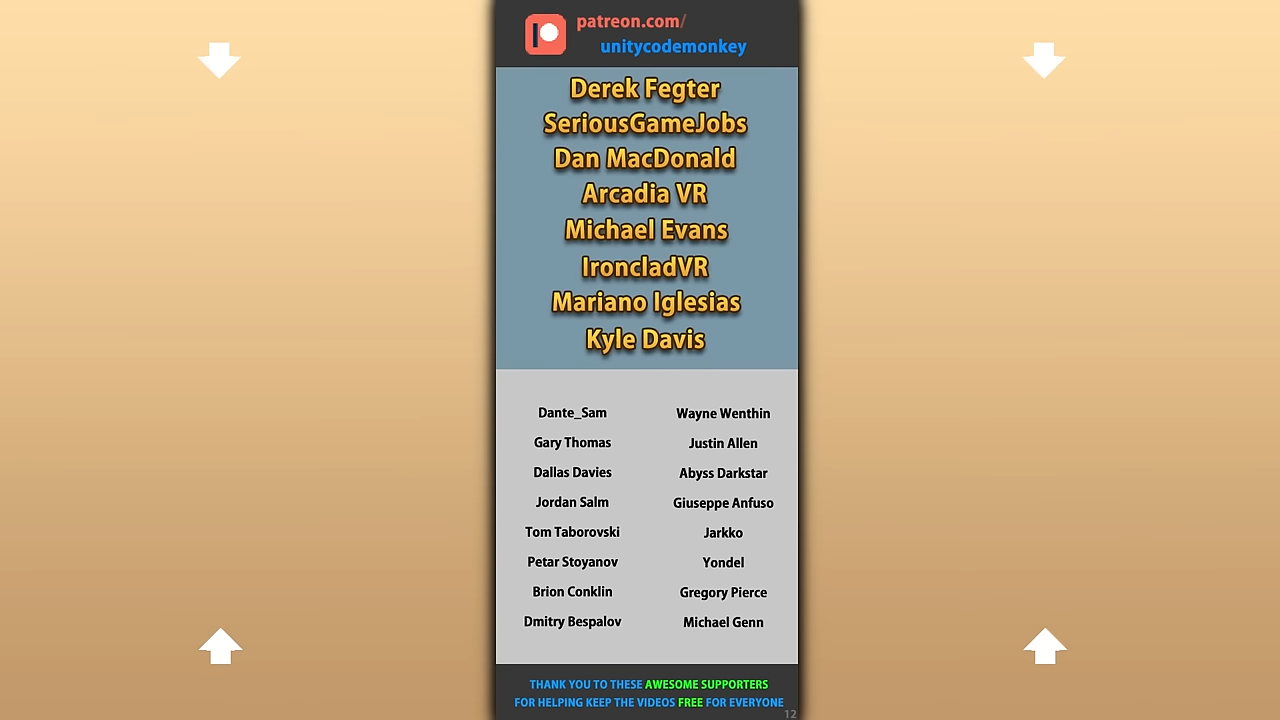 patreon.com/
unitycodemonkey
Derek Fegter
SeriousGameJobs
Dan MacDonald
Arcadia VR
Michael Evans
IroncladVR
Mariano Iglesias
Kyle Davis
Dante_Sam
Gary Thomas
Dallas Davies
Jordan Salm
Tom Taborovski
Petar Stoyanov
Brion Conklin
Dmitry Bespalov
Wayne Wenthin
Justin Allen
Abyss Darkstar
Giuseppe Anfuso
Jarkko
Yondel
Gregory Pierce
Michael Genn
THANK YOU TO THESE AWESOME SUPPORTERS
FOR HELPING KEEP THE VIDEOS FREE FOR EVERYONE
12